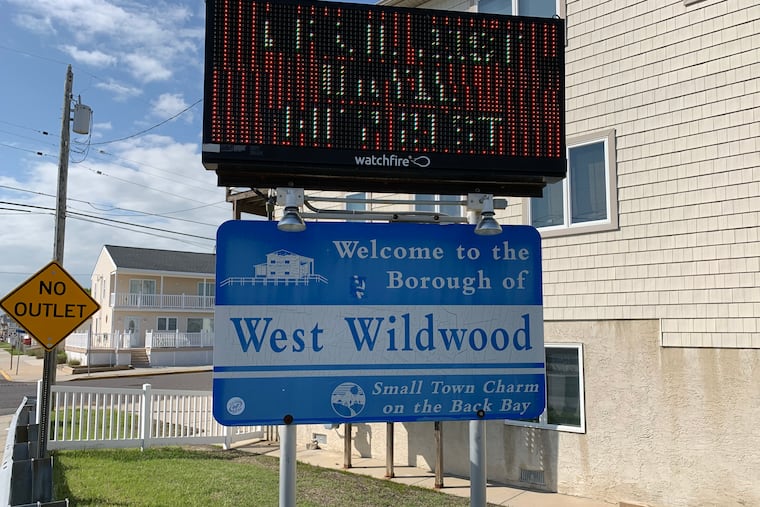 watchfire
Welcome to the
Borough of
West Wildwood
Small Town Charm
on the Back Bay
NO
OUTLET